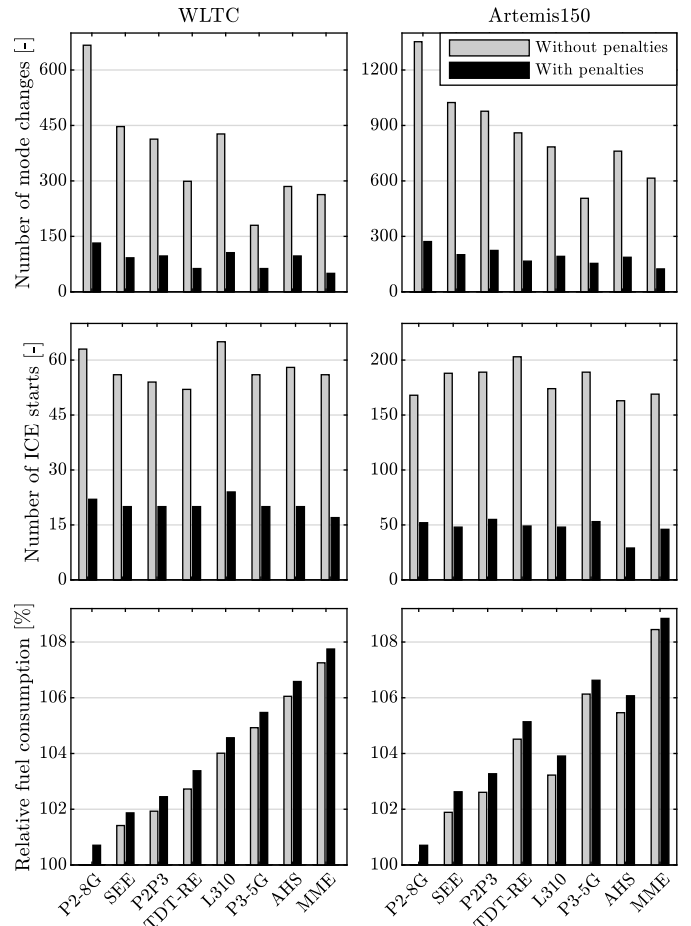 WLTC
Artemis150
Without penalties
With penalties
Number of mode changes [-]
600
450
300
150
0
1200
900
600
300
0
Number of ICE starts [-]
60
45
30
15
0
200
150
100
50
0
Relative fuel consumption [%]
108
106
104
102
100
108
106
104
102
100
P2-8G
SEE
P2P3
TDT-RE
L310
P3-5G
AHS
MME
P2-8G
SEE
P2P3
TDT-RE
L310
P3-5G
AHS
MME